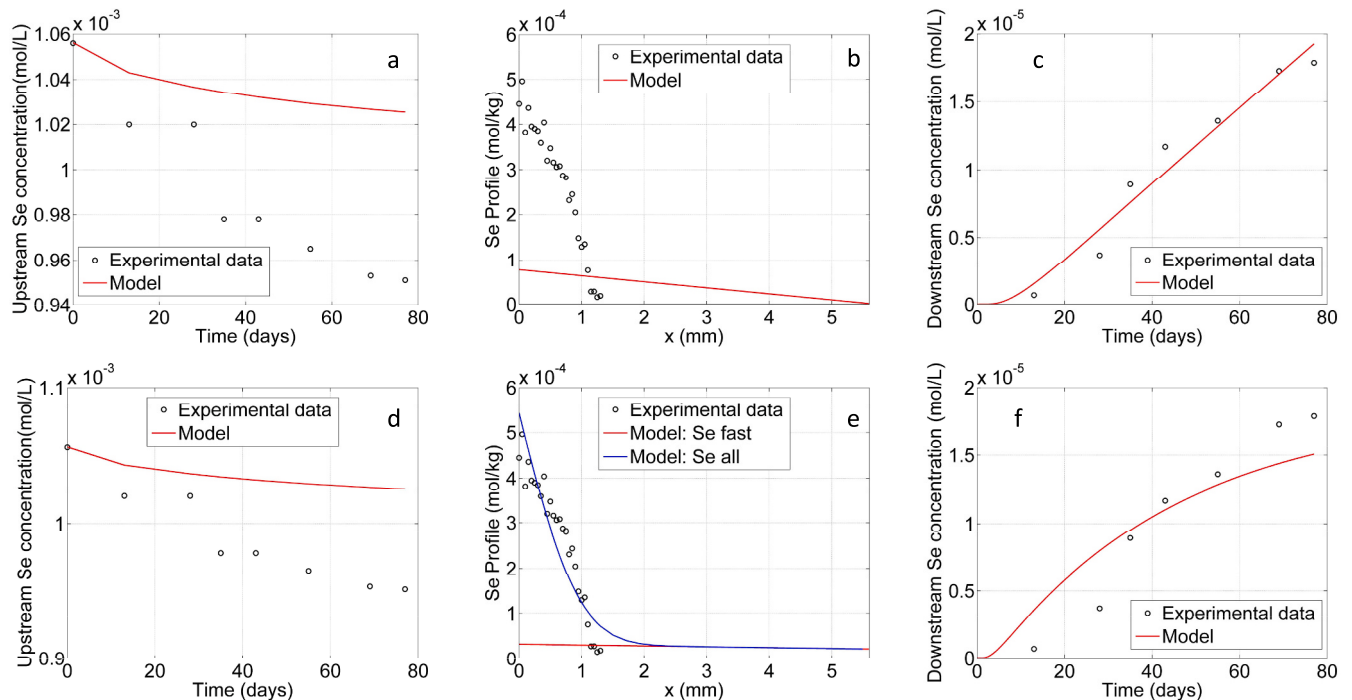 x 10⁻³
1.06
1.04
1.02
1
0.98
0.96
0.94
0 20 40 60 80
Upstream Se concentration(mol/L)
Time (days)
a
Experimental data
Model
x 10⁻⁴
6
5
4
3
2
1
0
0 1 2 3 4 5
Se Profile (mol/kg)
x (mm)
b
Experimental data
Model
x 10⁻⁵
2
1.5
1
0.5
0
0 20 40 60 80
Downstream Se concentration (mol/L)
Time (days)
c
Experimental data
Model
x 10⁻³
1.1
1
0.9
0 20 40 60 80
Upstream Se concentration(mol/L)
Time (days)
d
Experimental data
Model
x 10⁻⁴
6
5
4
3
2
1
0
0 1 2 3 4 5
Se Profile (mol/kg)
x (mm)
e
Experimental data
Model: Se fast
Model: Se all
x 10⁻⁵
2
1.5
1
0.5
0
0 20 40 60 80
Downstream Se concentration (mol/L)
Time (days)
f
Experimental data
Model